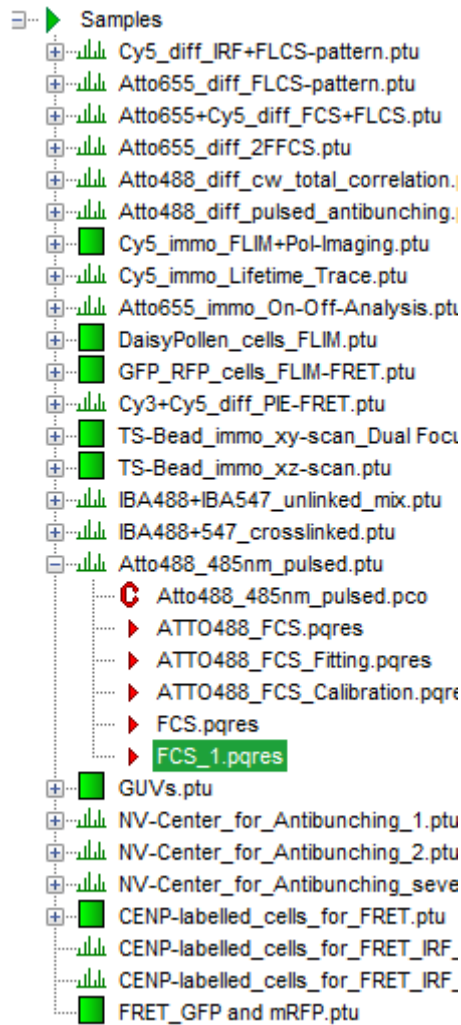 Samples
Cy5_diff_IRF+FLCS-pattern.ptu
Atto655_diff_FLCS-pattern.ptu
Atto655+Cy5_diff_FCS+FLCS.ptu
Atto655_diff_2FFCS.ptu
Atto488_diff_cw_total_correlation.
Atto488_diff_pulsed_antibunching.
Cy5_immo_FLIM+Pol-Imaging.ptu
Cy5_immo_Lifetime_Trace.ptu
Atto655_immo_On-Off-Analysis.ptu
DaisyPollen_cells_FLIM.ptu
GFP_RFP_cells_FLIM-FRET.ptu
Cy3+Cy5_diff_PIE-FRET.ptu
TS-Bead_immo_xy-scan_Dual Focu
TS-Bead_immo_xz-scan.ptu
IBA488+IBA547_unlinked_mix.ptu
IBA488+547_crosslinked.ptu
Atto488_485nm_pulsed.ptu
Atto488_485nm_pulsed.pco
ATTO488_FCS.pqres
ATTO488_FCS_Fitting.pqres
ATTO488_FCS_Calibration.pqre
FCS.pqres
FCS_1.pqres
GUVs.ptu
NV-Center_for_Antibunching_1.ptu
NV-Center_for_Antibunching_2.ptu
NV-Center_for_Antibunching_seve
CENP-labelled_cells_for_FRET.ptu
CENP-labelled_cells_for_FRET_IRF_
CENP-labelled_cells_for_FRET_IRF_
FRET_GFP and mRFP.ptu